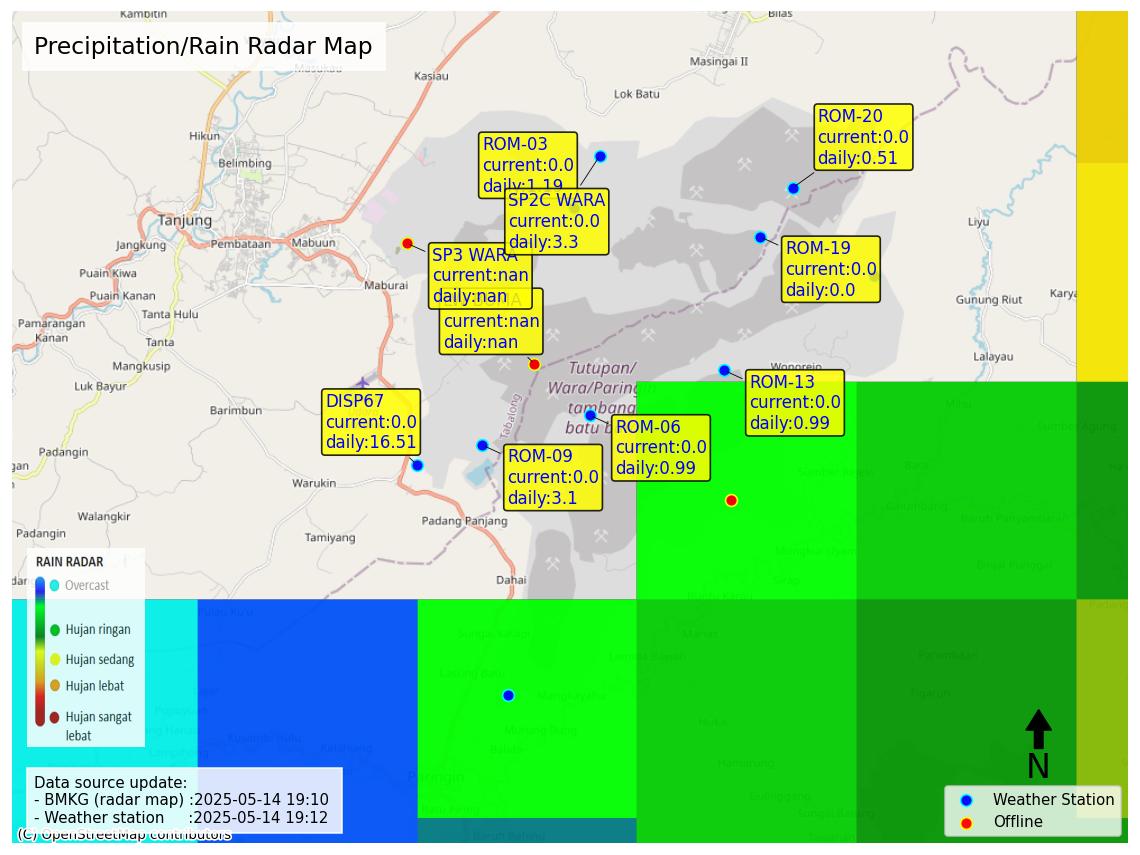 Kambitin
Bilas
Precipitation/Rain Radar Map
Masukau
Kasiau
Masingai II
Lok Batu
ROM-20
current:0.0
daily:0.51
Hikun
ROM-03
current:0.0
daily:1.19
Belimbing
SP2C WARA
current:0.0
daily:3.3
Tanjung
Liyu
Jangkung
Pembataan
Mabuun
SP3 WARA
current:nan
daily:nan
ROM-19
current:0.0
daily:0.0
Puain Kiwa
Maburai
Puain Kanan
Gunung Riut
Karya
Tanta Hulu
current:nan
daily:nan
Pamarangan
Kanan
Tanta
Lalayau
Mangkusip
Tutupan/
Wara/Paringin
tambang
batu b
Wonorejo
ROM-13
current:0.0
daily:0.99
Luk Bayur
DISP67
current:0.0
daily:16.51
Tabalong
Barimbun
ROM-06
current:0.0
daily:0.99
Padangin
ROM-09
current:0.0
daily:3.1
Warukin
Walangkir
Padang Panjang
Padangin
Tamiyang
RAIN RADAR
Overcast
Hujan ringan
Hujan sedang
Hujan lebat
Hujan sangat
lebat
Dahai
Paringin
N
Data source update:
- BMKG (radar map) :2025-05-14 19:10
- Weather station :2025-05-14 19:12
Weather Station
Offline
(C) OpenStreetMap contributors